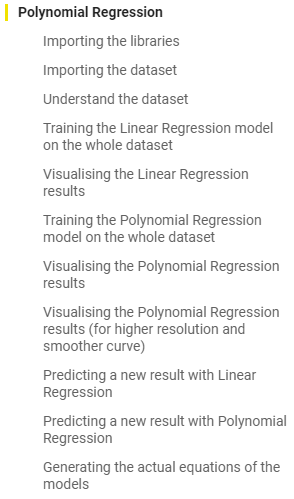 Polynomial Regression
Importing the libraries
Importing the dataset
Understand the dataset
Training the Linear Regression model
on the whole dataset
Visualising the Linear Regression
results
Training the Polynomial Regression
model on the whole dataset
Visualising the Polynomial Regression
results
Visualising the Polynomial Regression
results (for higher resolution and
smoother curve)
Predicting a new result with Linear
Regression
Predicting a new result with Polynomial
Regression
Generating the actual equations of the
models